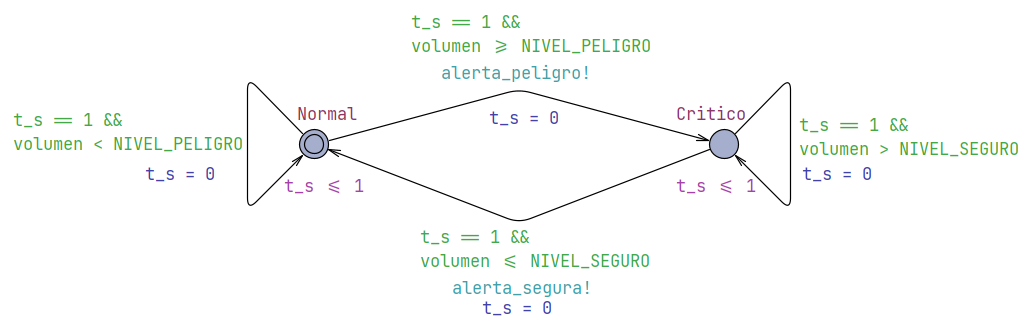 t_s == 1 &&
volumen >= NIVEL_PELIGRO
alerta_peligro!
t_s = 0
Normal
t_s <= 1
t_s == 1 &&
volumen < NIVEL_PELIGRO
t_s = 0
Critico
t_s <= 1
t_s == 1 &&
volumen > NIVEL_SEGURO
t_s = 0
t_s == 1 &&
volumen <= NIVEL_SEGURO
alerta_segura!
t_s = 0